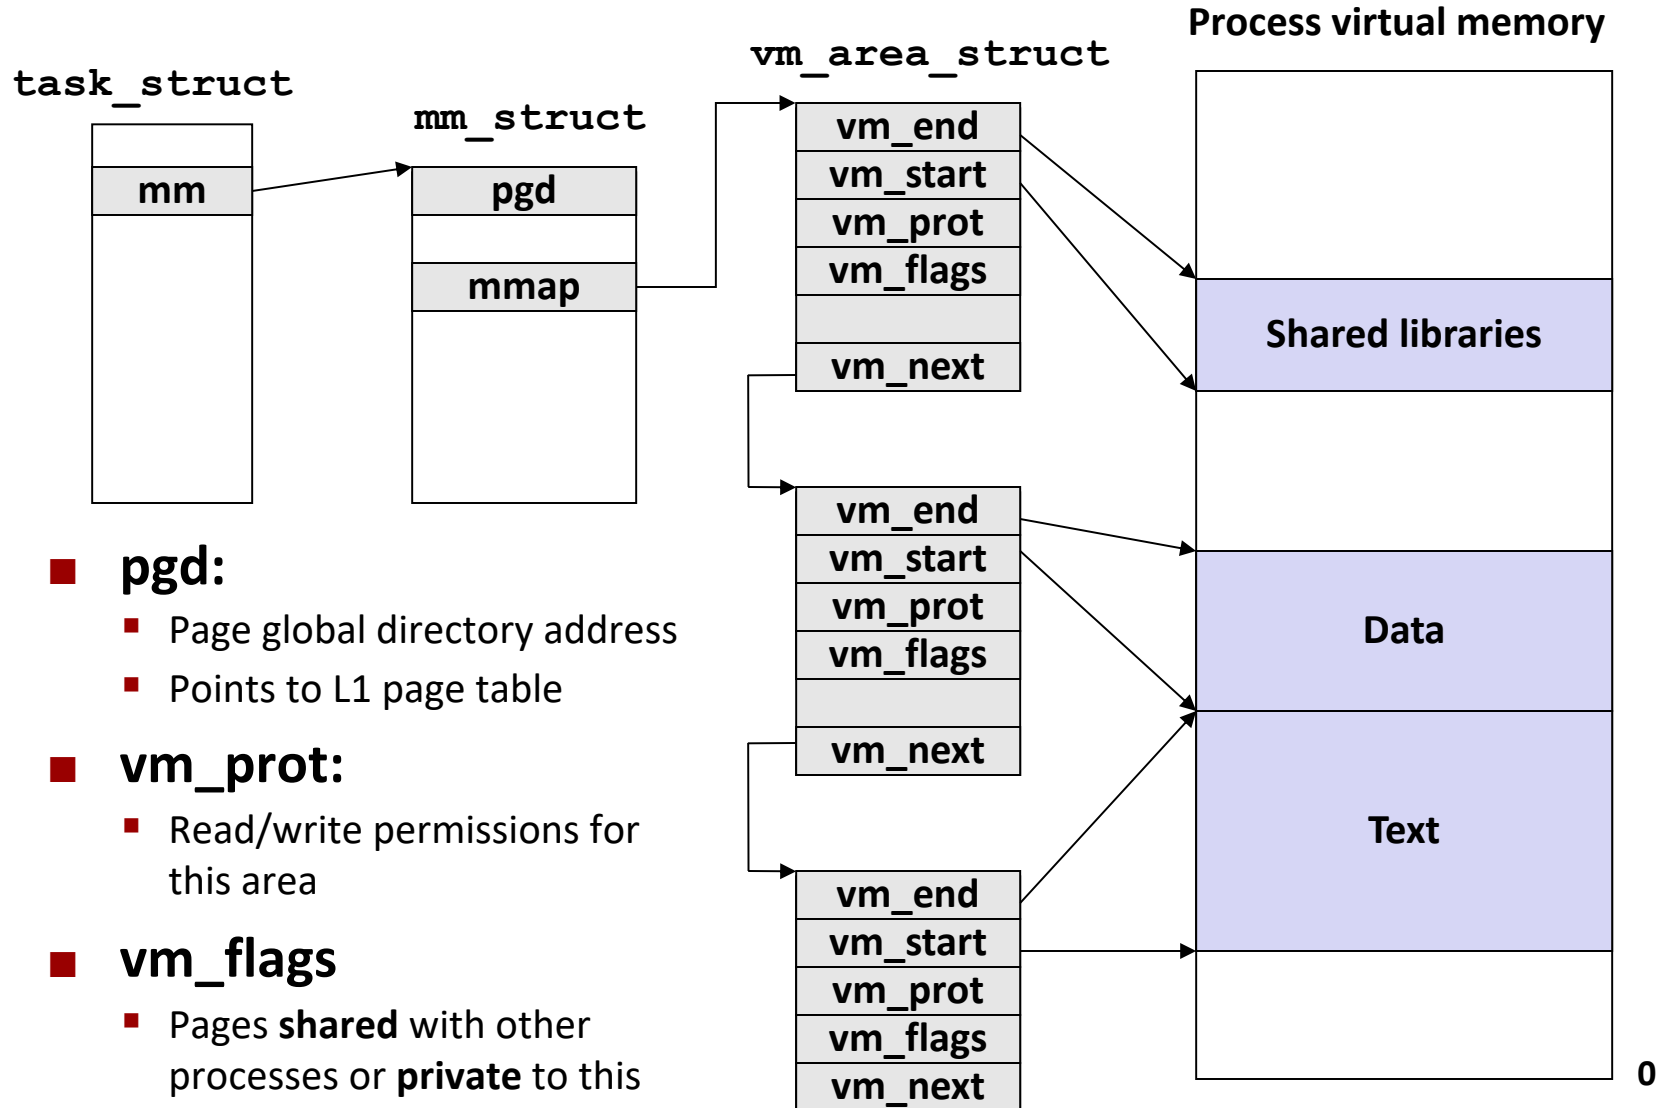 Process virtual memory
vm_area_struct
task_struct
mm_struct
mm
pgd
mmap
vm_end
vm_start
vm_prot
vm_flags
vm_next
Shared libraries
vm_end
vm_start
vm_prot
vm_flags
vm_next
Data
Text
vm_end
vm_start
vm_prot
vm_flags
vm_next
0
pgd:
Page global directory address
Points to L1 page table
vm_prot:
Read/write permissions for
this area
vm_flags
Pages shared with other
processes or private to this